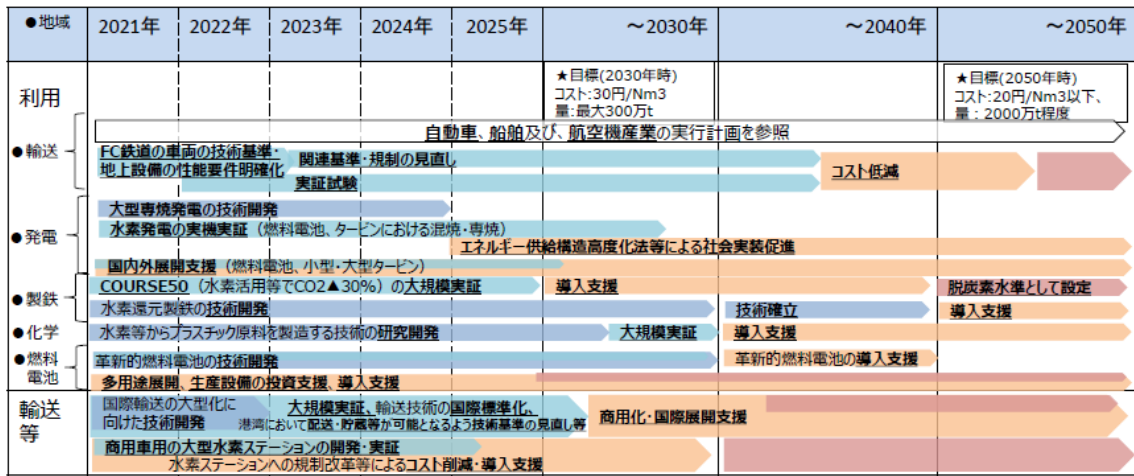 ●地域
2021年
2022年
2023年
2024年
2025年
～2030年
～2040年
～2050年
利用
★目標(2030年時)
コスト:30円/Nm3
量:最大300万t
★目標(2050年時)
コスト:20円/Nm3以下、
量：2000万t程度
自動車、船舶及び、航空機産業の実行計画を参照
●輸送
FC鉄道の車両の技術基準・
地上設備の性能要件明確化
関連基準・規制の見直し
実証試験
コスト低減
●発電
大型専焼発電の技術開発
水素発電の実機実証（燃料電池、タービンにおける混焼・専焼）
エネルギー供給構造高度化法等による社会実装促進
国内外展開支援（燃料電池、小型・大型タービン）
●製鉄
COURSE50（水素活用等でCO2▲30%）の大規模実証
導入支援
脱炭素水準として設定
水素還元製鉄の技術開発
技術確立
導入支援
●化学
水素等からプラスチック原料を製造する技術の研究開発
大規模実証
導入支援
●燃料
電池
革新的燃料電池の技術開発
革新的燃料電池の導入支援
多用途展開、生産設備の投資支援、導入支援
輸送
等
国際輸送の大型化に
向けた技術開発
大規模実証、輸送技術の国際標準化、
港湾において配送・貯蔵等が可能となるよう技術基準の見直し等
商用化・国際展開支援
商用車用の大型水素ステーションの開発・実証
水素ステーションへの規制改革等によるコスト削減・導入支援